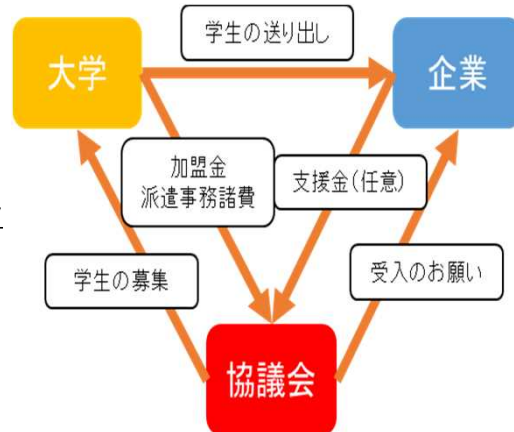 学生の送り出し
大学
企業
加盟金
派遣事務諸費
支援金(任意)
学生の募集
受入のお願い
協議会